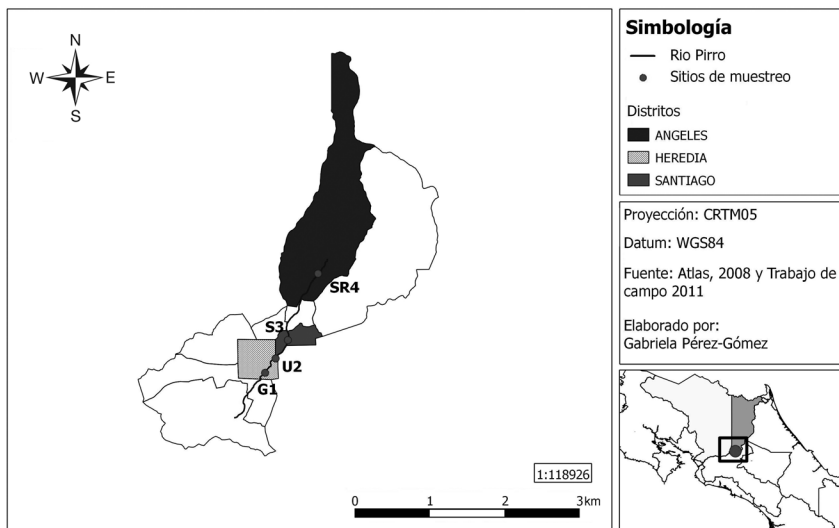 N
W E
S
SR4
S3
U2
G1
1:118926
0 1 2 3km
Simbología
Rio Pirro
Sitios de muestreo
Distritos
ANGELES
HEREDIA
SANTIAGO
Proyección: CRTM05
Datum: WGS84
Fuente: Atlas, 2008 y Trabajo de
campo 2011
Elaborado por:
Gabriela Pérez-Gómez